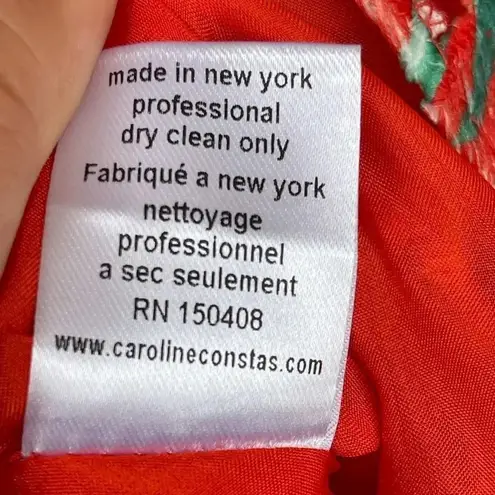 made in new york
professional
dry clean only
Fabriqué a new york
nettoyage
professionnel
a sec seulement
RN 150408
www.carolineconstas.com